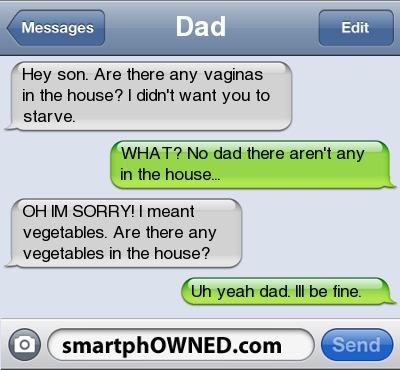 Messages
Dad
Edit
Hey son. Are there any vaginas
in the house? I didn't want you to
starve.
WHAT? No dad there aren't any
in the house...
OH IM SORRY! I meant
vegetables. Are there any
vegetables in the house?
Uh yeah dad. Ill be fine.
smartphOWNED.com
Send